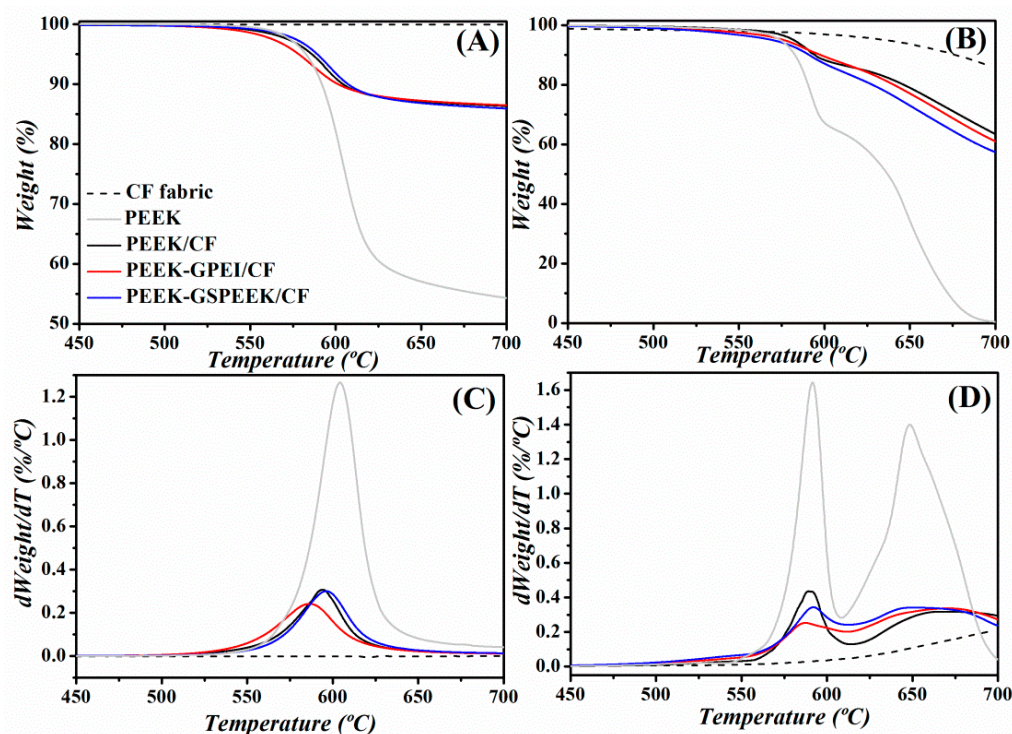 (A)
100
90
80
70
60
50
Weight (%)
CF fabric
PEEK
PEEK/CF
PEEK-GPEI/CF
PEEK-GSPEEK/CF
450 500 550 600 650 700
Temperature (ºC)
(B)
100
80
60
40
20
0
Weight (%)
450 500 550 600 650 700
Temperature (ºC)
(C)
1.2
1.0
0.8
0.6
0.4
0.2
0.0
dWeight/dT (%/ºC)
450 500 550 600 650 700
Temperature (ºC)
(D)
1.6
1.4
1.2
1.0
0.8
0.6
0.4
0.2
0.0
dWeight/dT (%/ºC)
450 500 550 600 650 700
Temperature (ºC)